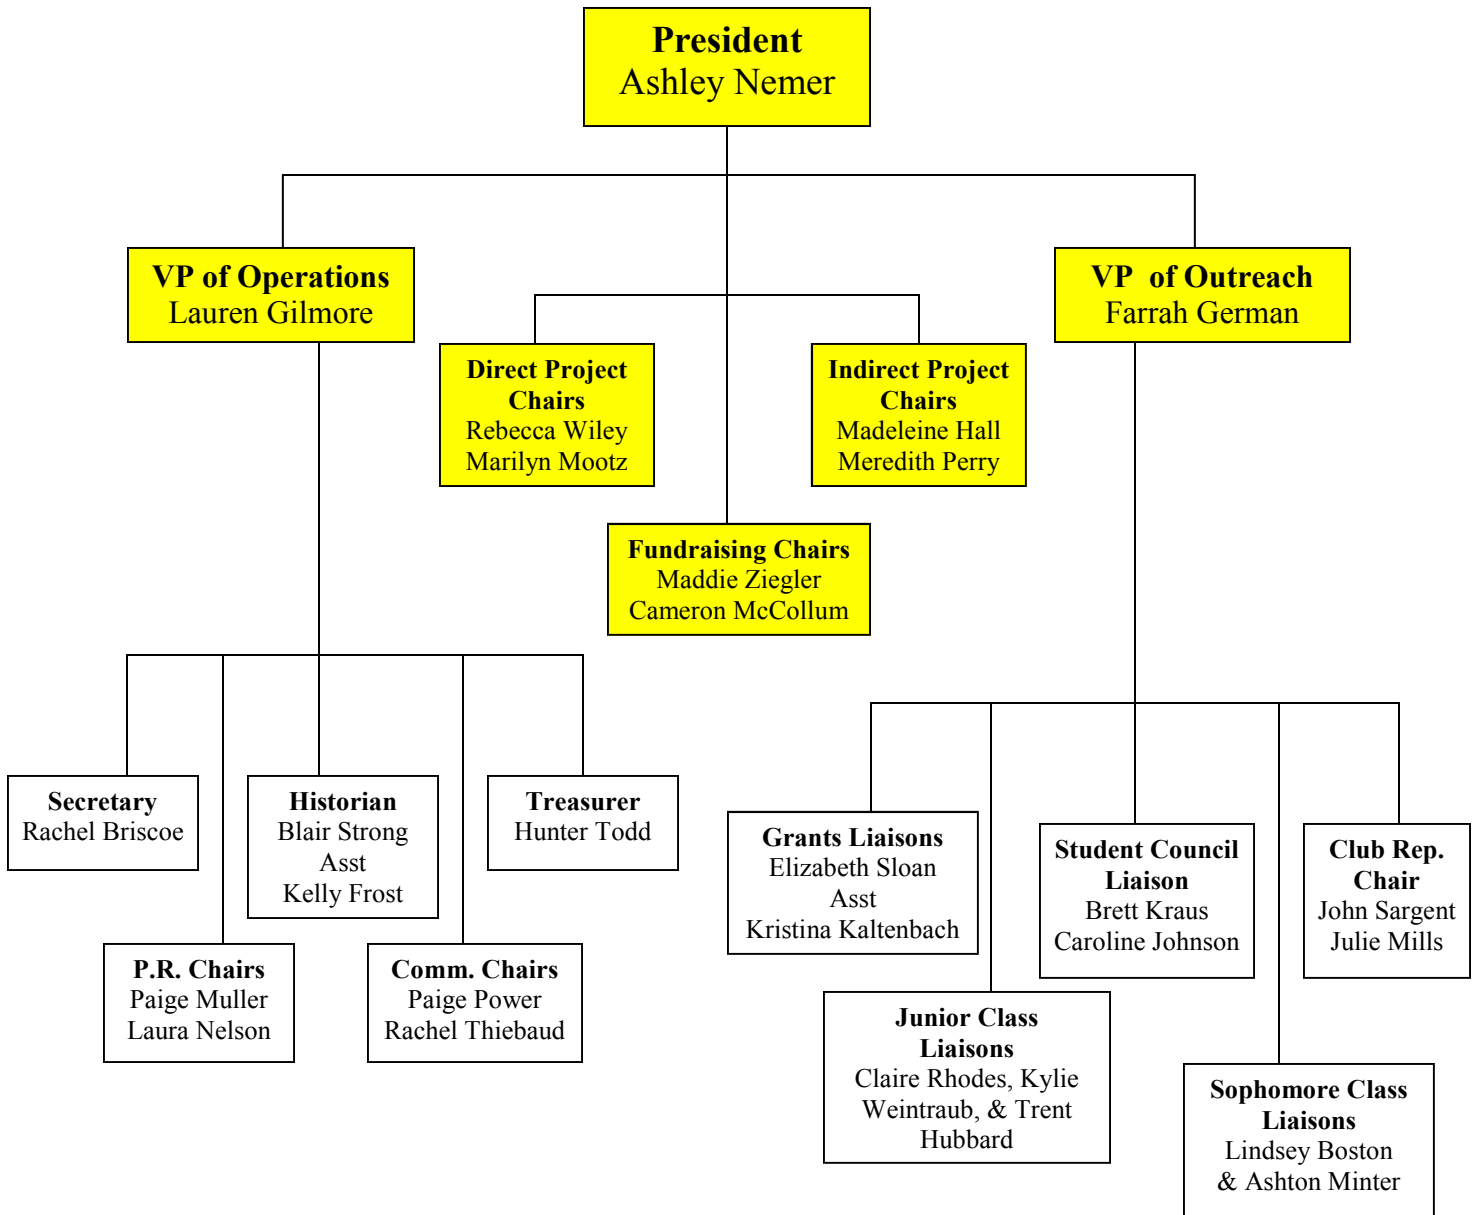 President
Ashley Nemer
VP of Operations
Lauren Gilmore
VP of Outreach
Farrah German
Direct Project
Chairs
Rebecca Wiley
Marilyn Mootz
Indirect Project
Chairs
Madeleine Hall
Meredith Perry
Fundraising Chairs
Maddie Ziegler
Cameron McCollum
Secretary
Rachel Briscoe
Historian
Blair Strong
Asst
Kelly Frost
Treasurer
Hunter Todd
P.R. Chairs
Paige Muller
Laura Nelson
Comm. Chairs
Paige Power
Rachel Thiebaud
Grants Liaisons
Elizabeth Sloan
Asst
Kristina Kaltenbach
Student Council
Liaison
Brett Kraus
Caroline Johnson
Club Rep.
Chair
John Sargent
Julie Mills
Junior Class
Liaisons
Claire Rhodes, Kylie
Weintraub, & Trent
Hubbard
Sophomore Class
Liaisons
Lindsey Boston
& Ashton Minter